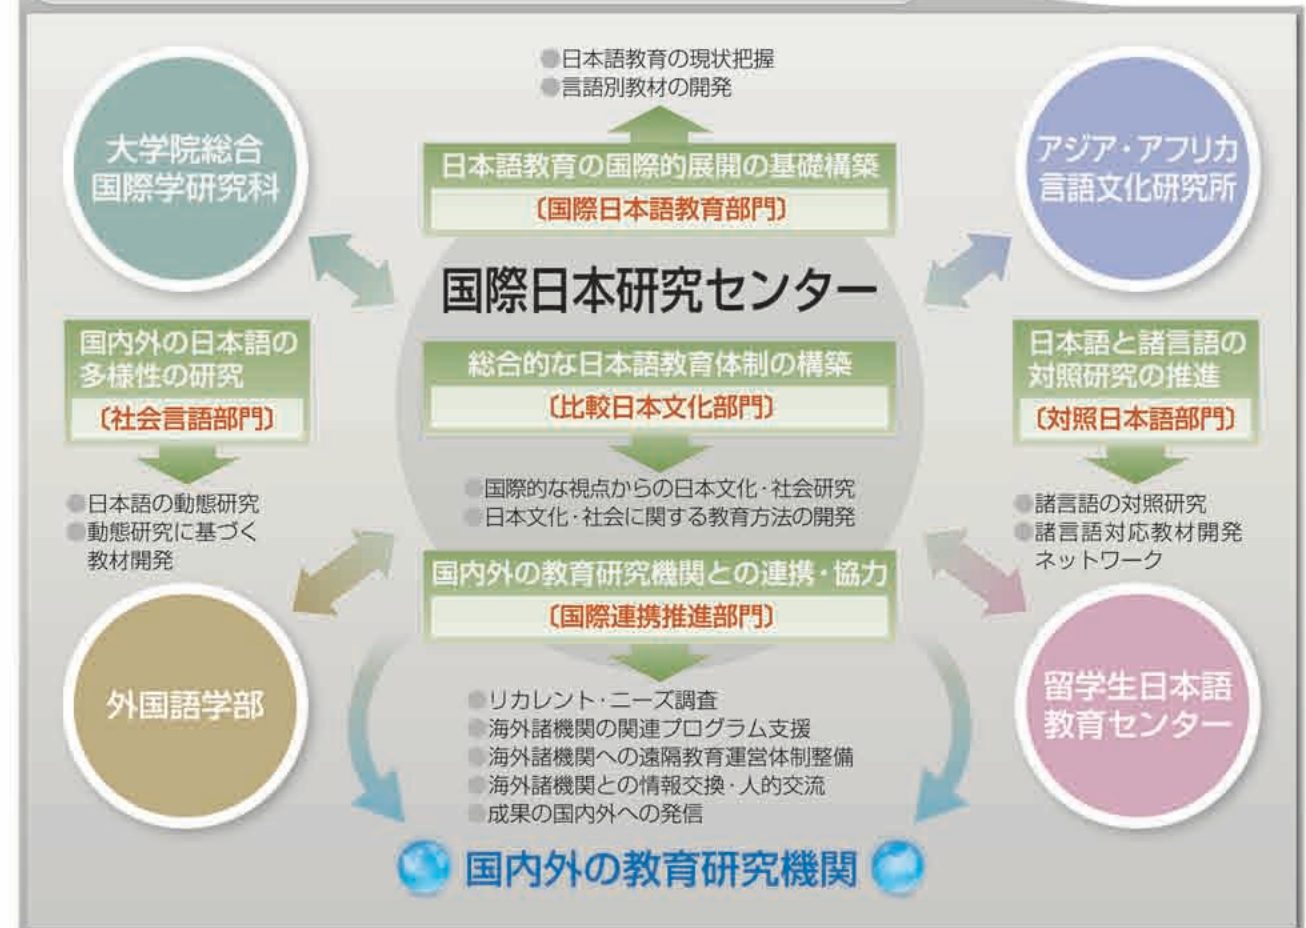 日本語教育の現状把握
言語別教材の開発
大学院総合
国際学研究科
日本語教育の国際的展開の基礎構築
〔国際日本語教育部門〕
アジア・アフリカ
言語文化研究所
国際日本研究センター
国内外の日本語の
多様性の研究
〔社会言語部門〕
日本語の動態研究
動態研究に基づく
教材開発
総合的な日本語教育体制の構築
〔比較日本文化部門〕
国際的な視点からの日本文化・社会研究
日本文化・社会に関する教育方法の開発
日本語と諸言語の
対照研究の推進
〔対照日本語部門〕
諸言語の対照研究
諸言語対応教材開発
ネットワーク
国内外の教育研究機関との連携・協力
〔国際連携推進部門〕
外国語学部
リカレント・ニーズ調査
海外諸機関の関連プログラム支援
海外諸機関への遠隔教育運営体制整備
海外諸機関との情報交換・人的交流
成果の国内外への発信
留学生日本語
教育センター
国内外の教育研究機関